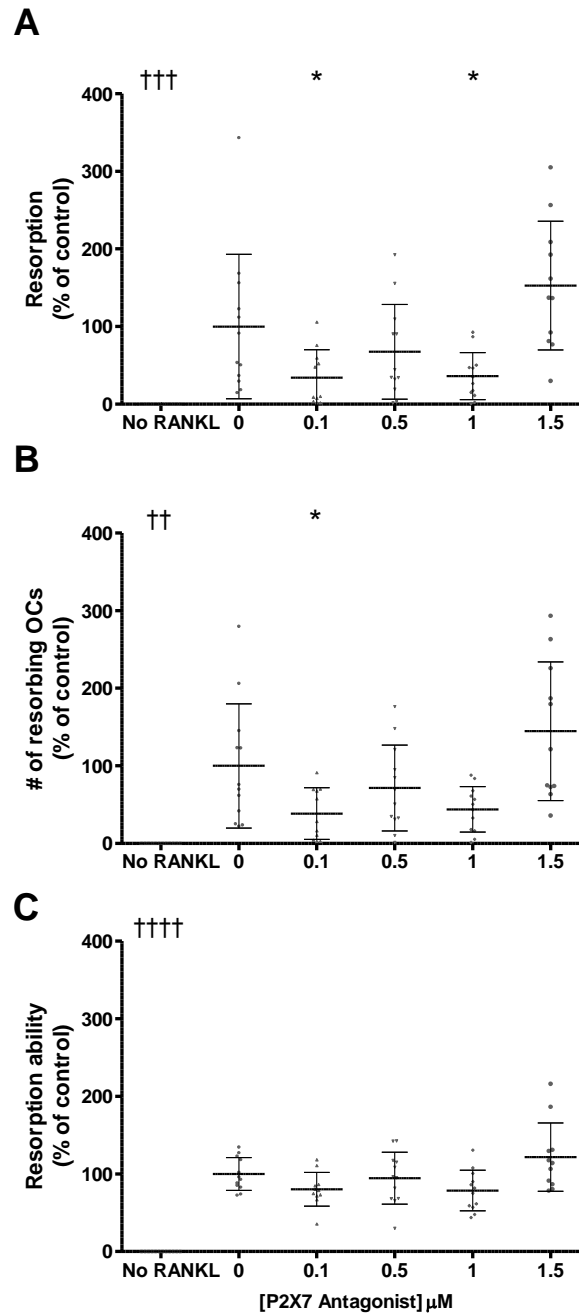 A
††† * *
400
300
200
100
0
Resorption
(% of control)
No RANKL 0 0.1 0.5 1 1.5
B
†† *
400
300
200
100
0
# of resorbing OCs
(% of control)
No RANKL 0 0.1 0.5 1 1.5
C
††††
400
300
200
100
0
Resorption ability
(% of control)
No RANKL 0 0.1 0.5 1 1.5
[P2X7 Antagonist] μM